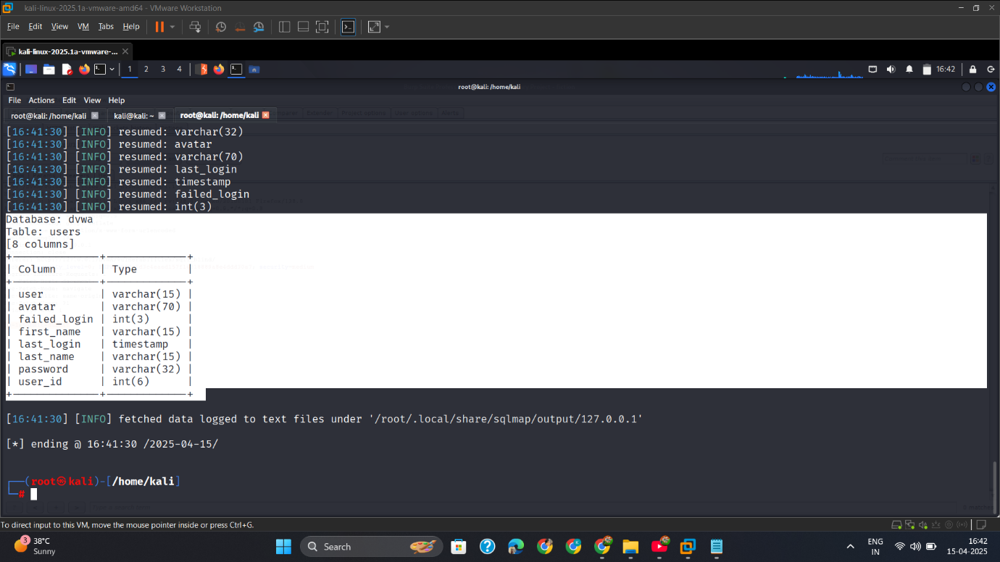 kali-linux-2025.1a-vmware-amd64 - VMware Workstation
File Edit View VM Tabs Help
kali-linux-2025.1a-vmware-...
1 2 3 4 16:42
root@kali: /home/kali
File Actions Edit View Help
root@kali: /home/kali kali@kali: ~ root@kali: /home/kali
[16:41:30] [INFO] resumed: varchar(32)
[16:41:30] [INFO] resumed: avatar
[16:41:30] [INFO] resumed: varchar(70)
[16:41:30] [INFO] resumed: last_login
[16:41:30] [INFO] resumed: timestamp
[16:41:30] [INFO] resumed: failed_login
[16:41:30] [INFO] resumed: int(3)
Database: dvwa
Table: users
[8 columns]
| Column | Type |
| user | varchar(15) |
| avatar | varchar(70) |
| failed_login | int(3) |
| first_name | varchar(15) |
| last_login | timestamp |
| last_name | varchar(15) |
| password | varchar(32) |
| user_id | int(6) |
[16:41:30] [INFO] fetched data logged to text files under '/root/.local/share/sqlmap/output/127.0.0.1'
[*] ending @ 16:41:30 /2025-04-15/
(root㉿kali)-[/home/kali]
#
To direct input to this VM, move the mouse pointer inside or press Ctrl+G.
3 38°C
Sunny
Search
ENG
IN
16:42
15-04-2025